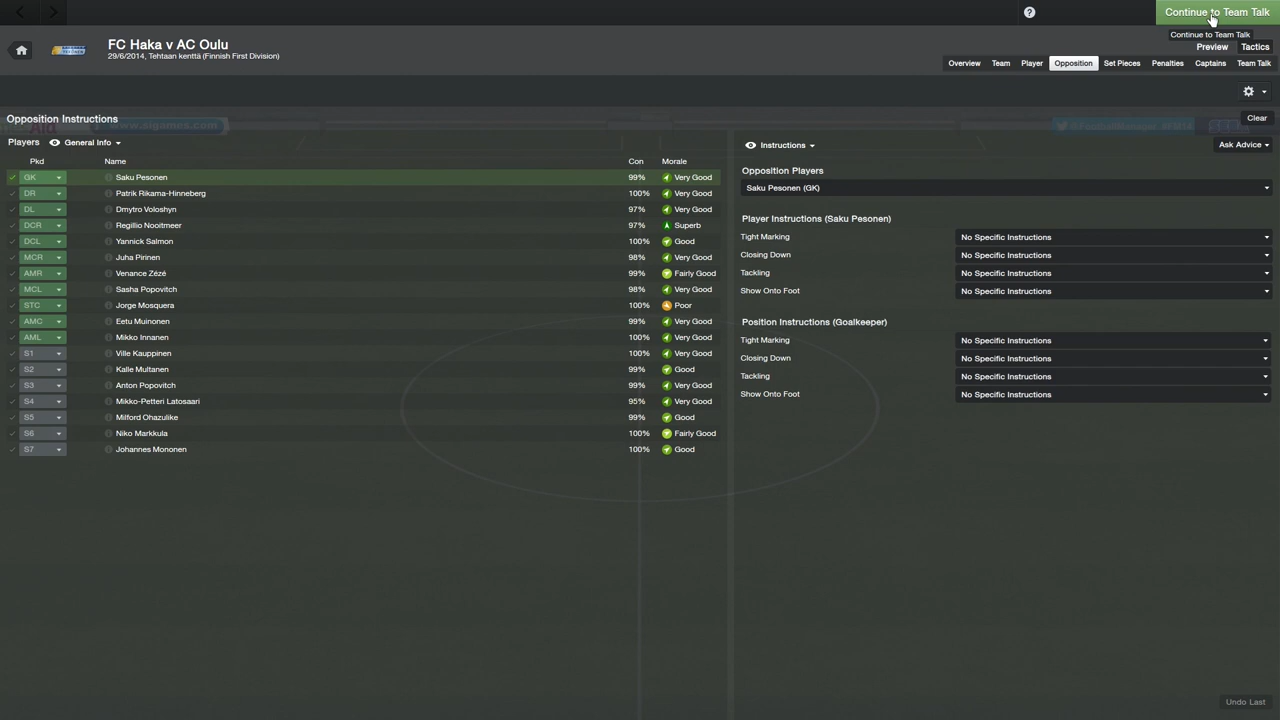 Continue to Team Talk
FC Haka v AC Oulu
29/6/2014, Tehtaan kenttä (Finnish First Division)
Continue to Team Talk
Preview Tactics
Overview Team Player Opposition Set Pieces Penalties Captains Team Talk
Opposition Instructions
www.sigames.com
Clear
Players General Info
Instructions
Ask Advice
Pkd Name Con Morale
GK Saku Pesonen 99% Very Good
DR Patrik Rikama-Hinneberg 100% Very Good
DL Dmytro Voloshyn 97% Very Good
DCR Regillio Nooitmeer 97% Superb
DCL Yannick Salmon 100% Good
MCR Juha Pirinen 98% Very Good
AMR Venance Zézé 99% Fairly Good
MCL Sasha Popovitch 98% Very Good
STC Jorge Mosquera 100% Poor
AMC Eetu Muinonen 99% Very Good
AML Mikko Innanen 100% Very Good
S1 Ville Kauppinen 100% Very Good
S2 Kalle Multanen 99% Good
S3 Anton Popovitch 99% Very Good
S4 Mikko-Petteri Latosaari 95% Very Good
S5 Milford Ohazulike 99% Good
S6 Niko Markkula 100% Fairly Good
S7 Johannes Mononen 100% Good
Opposition Players
Saku Pesonen (GK)
Player Instructions (Saku Pesonen)
Tight Marking No Specific Instructions
Closing Down No Specific Instructions
Tackling No Specific Instructions
Show Onto Foot No Specific Instructions
Position Instructions (Goalkeeper)
Tight Marking No Specific Instructions
Closing Down No Specific Instructions
Tackling No Specific Instructions
Show Onto Foot No Specific Instructions
Undo Last